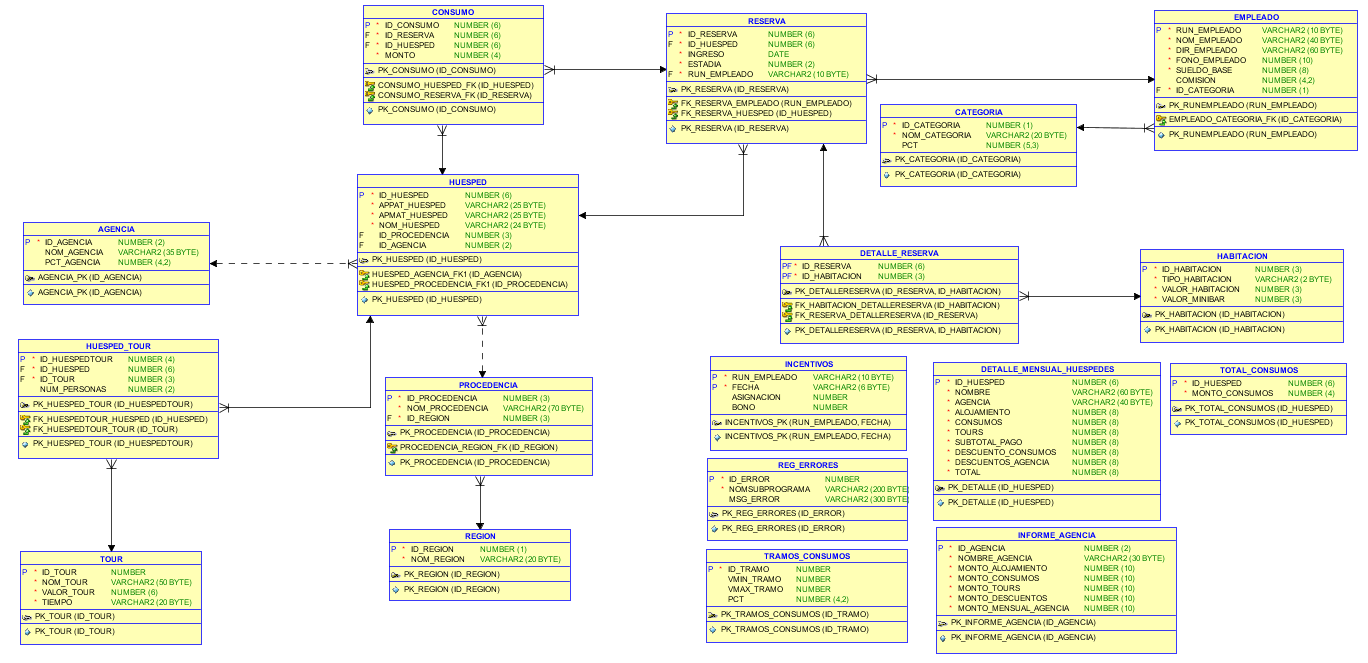 CONSUMO
P * ID_CONSUMO NUMBER (6)
F * ID_RESERVA NUMBER (6)
F * ID_HUESPED NUMBER (6)
* MONTO NUMBER (4)
PK_CONSUMO (ID_CONSUMO)
CONSUMO_HUESPED_FK (ID_HUESPED)
CONSUMO_RESERVA_FK (ID_RESERVA)
PK_CONSUMO (ID_CONSUMO)
RESERVA
P * ID_RESERVA NUMBER (6)
F * ID_HUESPED NUMBER (6)
* INGRESO DATE
* ESTADIA NUMBER (2)
F * RUN_EMPLEADO VARCHAR2 (10 BYTE)
PK_RESERVA (ID_RESERVA)
FK_RESERVA_EMPLEADO (RUN_EMPLEADO)
FK_RESERVA_HUESPED (ID_HUESPED)
PK_RESERVA (ID_RESERVA)
EMPLEADO
P * RUN_EMPLEADO VARCHAR2 (10 BYTE)
* NOM_EMPLEADO VARCHAR2 (40 BYTE)
* DIR_EMPLEADO VARCHAR2 (60 BYTE)
* FONO_EMPLEADO NUMBER (10)
* SUELDO_BASE NUMBER (8)
COMISION NUMBER (4,2)
F * ID_CATEGORIA NUMBER (1)
PK_RUNEMPLEADO (RUN_EMPLEADO)
EMPLEADO_CATEGORIA_FK (ID_CATEGORIA)
PK_RUNEMPLEADO (RUN_EMPLEADO)
CATEGORIA
P * ID_CATEGORIA NUMBER (1)
* NOM_CATEGORIA VARCHAR2 (20 BYTE)
PCT NUMBER (5,3)
PK_CATEGORIA (ID_CATEGORIA)
PK_CATEGORIA (ID_CATEGORIA)
HUESPED
P * ID_HUESPED NUMBER (6)
* APPAT_HUESPED VARCHAR2 (25 BYTE)
* APMAT_HUESPED VARCHAR2 (25 BYTE)
* NOM_HUESPED VARCHAR2 (24 BYTE)
F ID_PROCEDENCIA NUMBER (3)
F ID_AGENCIA NUMBER (2)
PK_HUESPED (ID_HUESPED)
HUESPED_AGENCIA_FK1 (ID_AGENCIA)
HUESPED_PROCEDENCIA_FK1 (ID_PROCEDENCIA)
PK_HUESPED (ID_HUESPED)
AGENCIA
P * ID_AGENCIA NUMBER (2)
NOM_AGENCIA VARCHAR2 (35 BYTE)
PCT_AGENCIA NUMBER (4,2)
AGENCIA_PK (ID_AGENCIA)
AGENCIA_PK (ID_AGENCIA)
DETALLE_RESERVA
PF * ID_RESERVA NUMBER (6)
PF * ID_HABITACION NUMBER (3)
PK_DETALLERESERVA (ID_RESERVA, ID_HABITACION)
FK_HABITACION_DETALLERESERVA (ID_HABITACION)
FK_RESERVA_DETALLERESERVA (ID_RESERVA)
PK_DETALLERESERVA (ID_RESERVA, ID_HABITACION)
HABITACION
P * ID_HABITACION NUMBER (3)
* TIPO_HABITACION VARCHAR2 (2 BYTE)
* VALOR_HABITACION NUMBER (3)
* VALOR_MINIBAR NUMBER (3)
PK_HABITACION (ID_HABITACION)
PK_HABITACION (ID_HABITACION)
HUESPED_TOUR
P * ID_HUESPEDTOUR NUMBER (4)
F * ID_HUESPED NUMBER (6)
F * ID_TOUR NUMBER (3)
NUM_PERSONAS NUMBER (2)
PK_HUESPED_TOUR (ID_HUESPEDTOUR)
FK_HUESPEDTOUR_HUESPED (ID_HUESPED)
FK_HUESPEDTOUR_TOUR (ID_TOUR)
PK_HUESPED_TOUR (ID_HUESPEDTOUR)
PROCEDENCIA
P * ID_PROCEDENCIA NUMBER (3)
* NOM_PROCEDENCIA VARCHAR2 (70 BYTE)
F * ID_REGION NUMBER (3)
PK_PROCEDENCIA (ID_PROCEDENCIA)
PROCEDENCIA_REGION_FK (ID_REGION)
PK_PROCEDENCIA (ID_PROCEDENCIA)
INCENTIVOS
P * RUN_EMPLEADO VARCHAR2 (10 BYTE)
P * FECHA VARCHAR2 (6 BYTE)
ASIGNACION NUMBER
BONO NUMBER
INCENTIVOS_PK (RUN_EMPLEADO, FECHA)
INCENTIVOS_PK (RUN_EMPLEADO, FECHA)
DETALLE_MENSUAL_HUESPEDES
P * ID_HUESPED NUMBER (6)
* NOMBRE VARCHAR2 (60 BYTE)
* AGENCIA VARCHAR2 (40 BYTE)
* ALOJAMIENTO NUMBER (8)
* CONSUMOS NUMBER (8)
* TOURS NUMBER (8)
* SUBTOTAL_PAGO NUMBER (8)
* DESCUENTO_CONSUMOS NUMBER (8)
* DESCUENTOS_AGENCIA NUMBER (8)
* TOTAL NUMBER (8)
PK_DETALLE (ID_HUESPED)
PK_DETALLE (ID_HUESPED)
TOTAL_CONSUMOS
P * ID_HUESPED NUMBER (6)
* MONTO_CONSUMOS NUMBER (4)
PK_TOTAL_CONSUMOS (ID_HUESPED)
PK_TOTAL_CONSUMOS (ID_HUESPED)
REG_ERRORES
P * ID_ERROR NUMBER
* NOMSUBPROGRAMA VARCHAR2 (200 BYTE)
MSG_ERROR VARCHAR2 (300 BYTE)
PK_REG_ERRORES (ID_ERROR)
PK_REG_ERRORES (ID_ERROR)
TOUR
P * ID_TOUR NUMBER
* NOM_TOUR VARCHAR2 (50 BYTE)
* VALOR_TOUR NUMBER (6)
* TIEMPO VARCHAR2 (20 BYTE)
PK_TOUR (ID_TOUR)
PK_TOUR (ID_TOUR)
REGION
P * ID_REGION NUMBER (1)
* NOM_REGION VARCHAR2 (20 BYTE)
PK_REGION (ID_REGION)
PK_REGION (ID_REGION)
TRAMOS_CONSUMOS
P * ID_TRAMO NUMBER
VMIN_TRAMO NUMBER
VMAX_TRAMO NUMBER
PCT NUMBER (4,2)
PK_TRAMOS_CONSUMOS (ID_TRAMO)
PK_TRAMOS_CONSUMOS (ID_TRAMO)
INFORME_AGENCIA
P * ID_AGENCIA NUMBER (2)
* NOMBRE_AGENCIA VARCHAR2 (30 BYTE)
* MONTO_ALOJAMIENTO NUMBER (10)
* MONTO_CONSUMOS NUMBER (10)
* MONTO_TOURS NUMBER (10)
* MONTO_DESCUENTOS NUMBER (10)
* MONTO_MENSUAL_AGENCIA NUMBER (10)
PK_INFORME_AGENCIA (ID_AGENCIA)
PK_INFORME_AGENCIA (ID_AGENCIA)